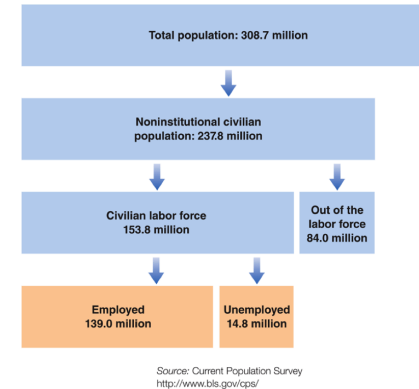 Total population: 308.7 million
Noninstitutional civilian
population: 237.8 million
Civilian labor force
153.8 million
Out of the
labor force
84.0 million
Employed
139.0 million
Unemployed
14.8 million
Source: Current Population Survey
http://www.bls.gov/cps/